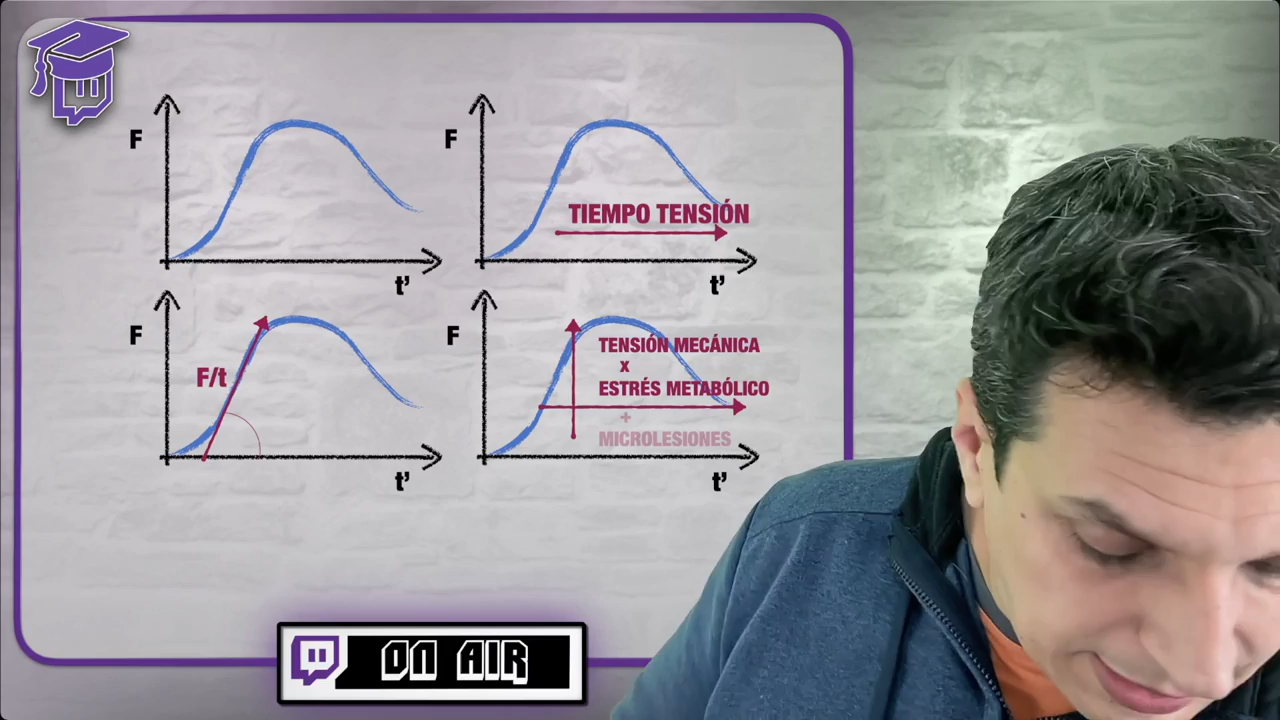 F
t’
F
TIEMPO TENSIÓN
t’
F
F/t
t’
F
TENSIÓN MECÁNICA
x
ESTRÉS METABÓLICO
+
MICROLESIONES
t’
ON AIR